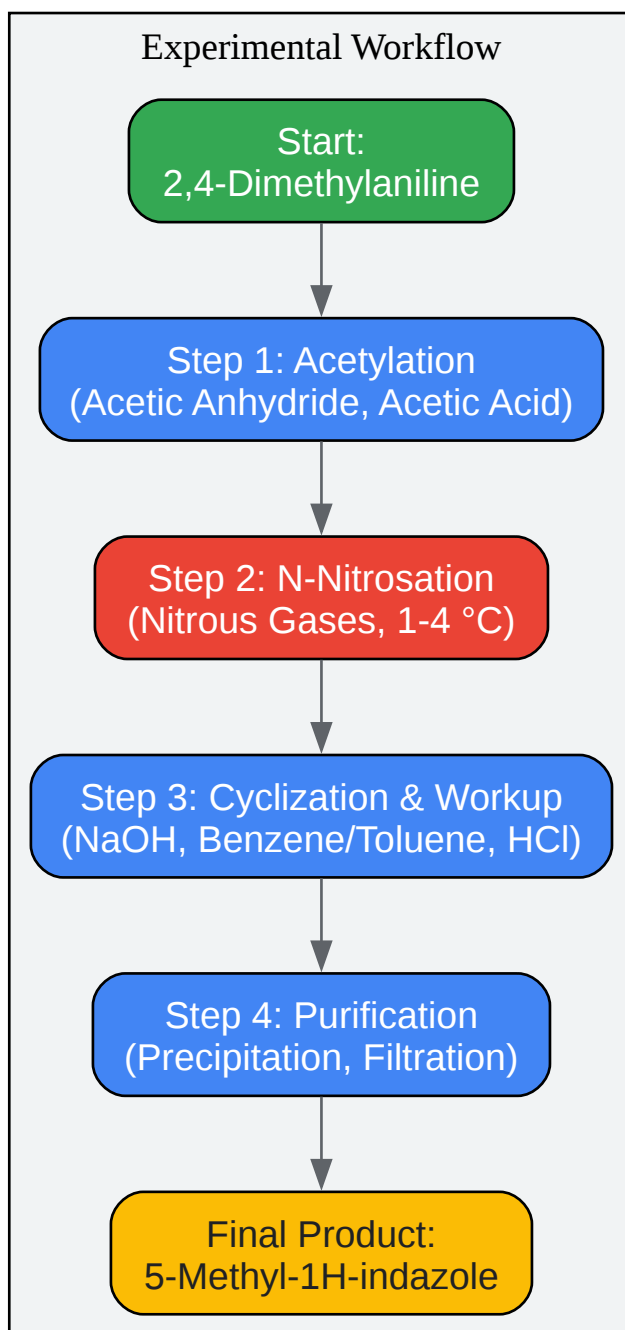 Experimental Workflow
Start:
2,4-Dimethylaniline
Step 1: Acetylation
(Acetic Anhydride, Acetic Acid)
Step 2: N-Nitrosation
(Nitrous Gases, 1-4 °C)
Step 3: Cyclization & Workup
(NaOH, Benzene/Toluene, HCl)
Step 4: Purification
(Precipitation, Filtration)
Final Product:
5-Methyl-1H-indazole